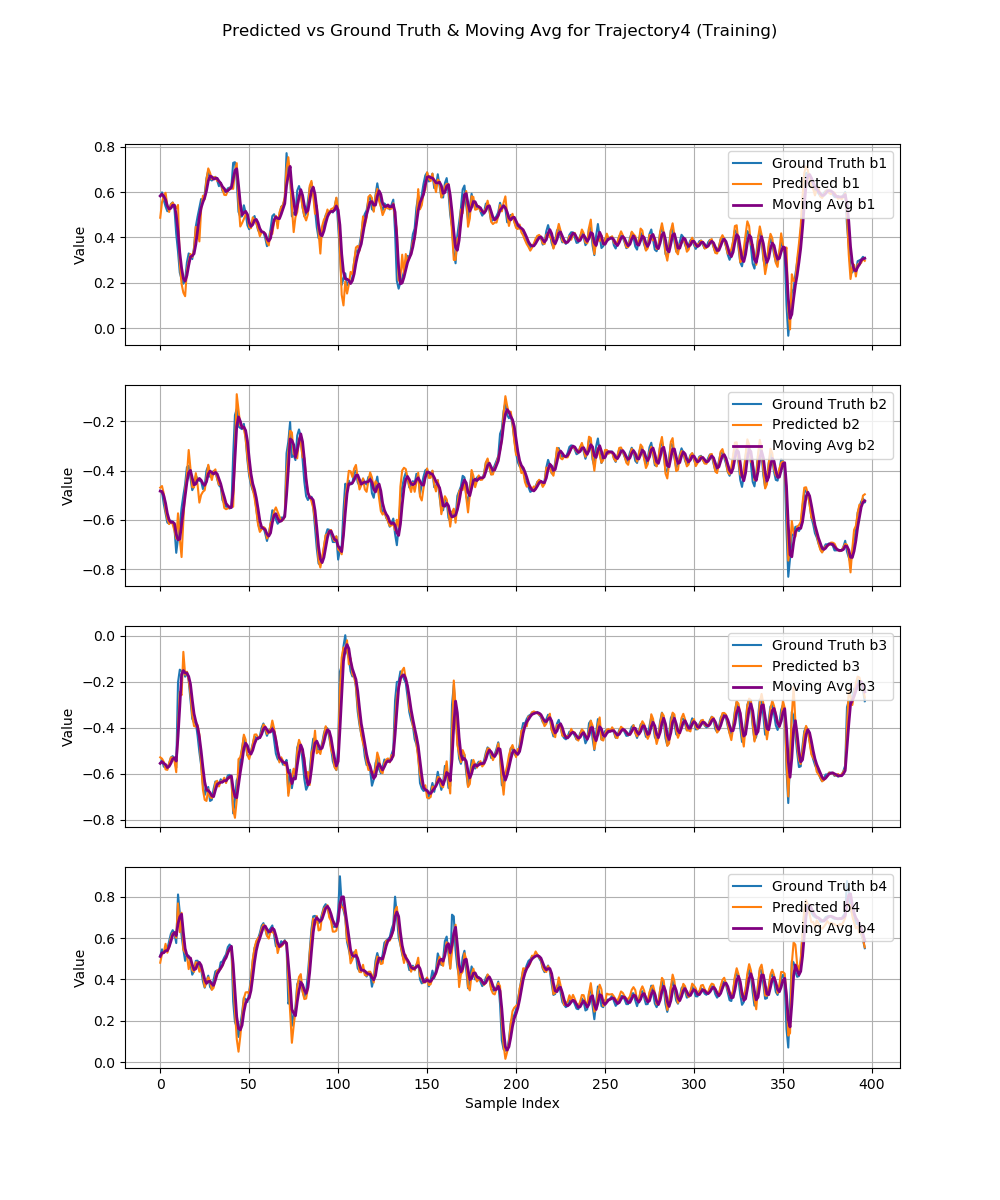 Predicted vs Ground Truth & Moving Avg for Trajectory4 (Training)
0.8
0.6
0.4
0.2
0.0
Value
Ground Truth b1
Predicted b1
Moving Avg b1
−0.2
−0.4
−0.6
−0.8
Value
Ground Truth b2
Predicted b2
Moving Avg b2
0.0
−0.2
−0.4
−0.6
−0.8
Value
Ground Truth b3
Predicted b3
Moving Avg b3
0.8
0.6
0.4
0.2
0.0
Value
Ground Truth b4
Predicted b4
Moving Avg b4
0 50 100 150 200 250 300 350 400
Sample Index